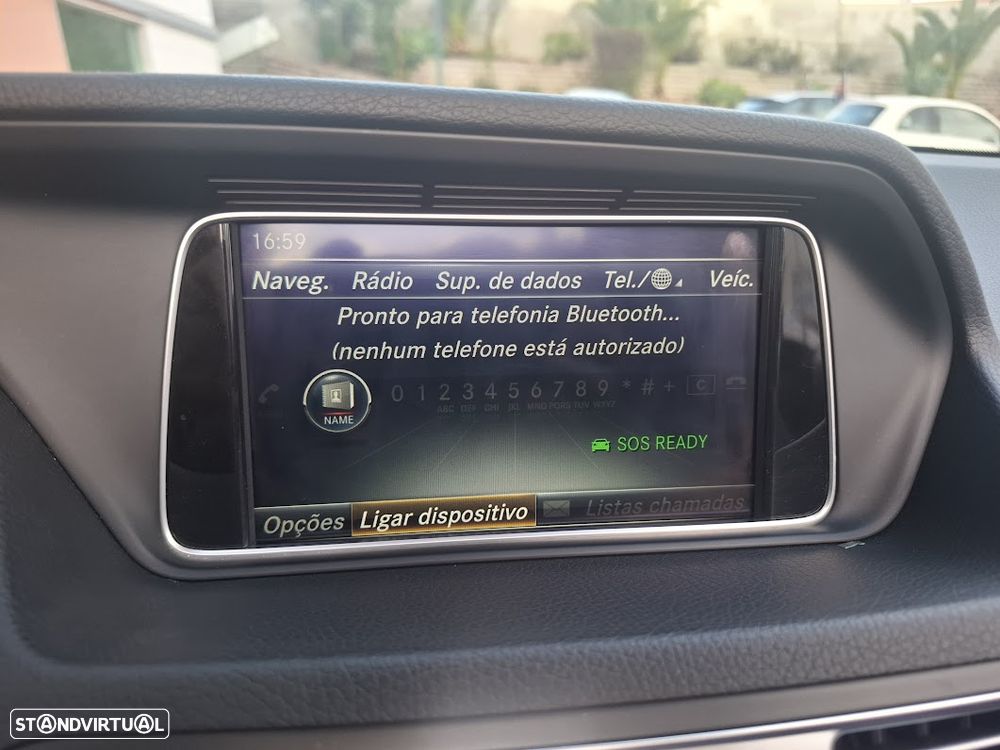 16:59
Naveg. Rádio Sup. de dados Tel./ Veíc.
Pronto para telefonia Bluetooth...
(nenhum telefone está autorizado)
0 1 2 3 4 5 6 7 8 9 * # + C
ABC DEF GHI JKL MNO PQRS TUV WXYZ
NAME
SOS READY
Opções Ligar dispositivo Listas chamadas
STANDVIRTUAL